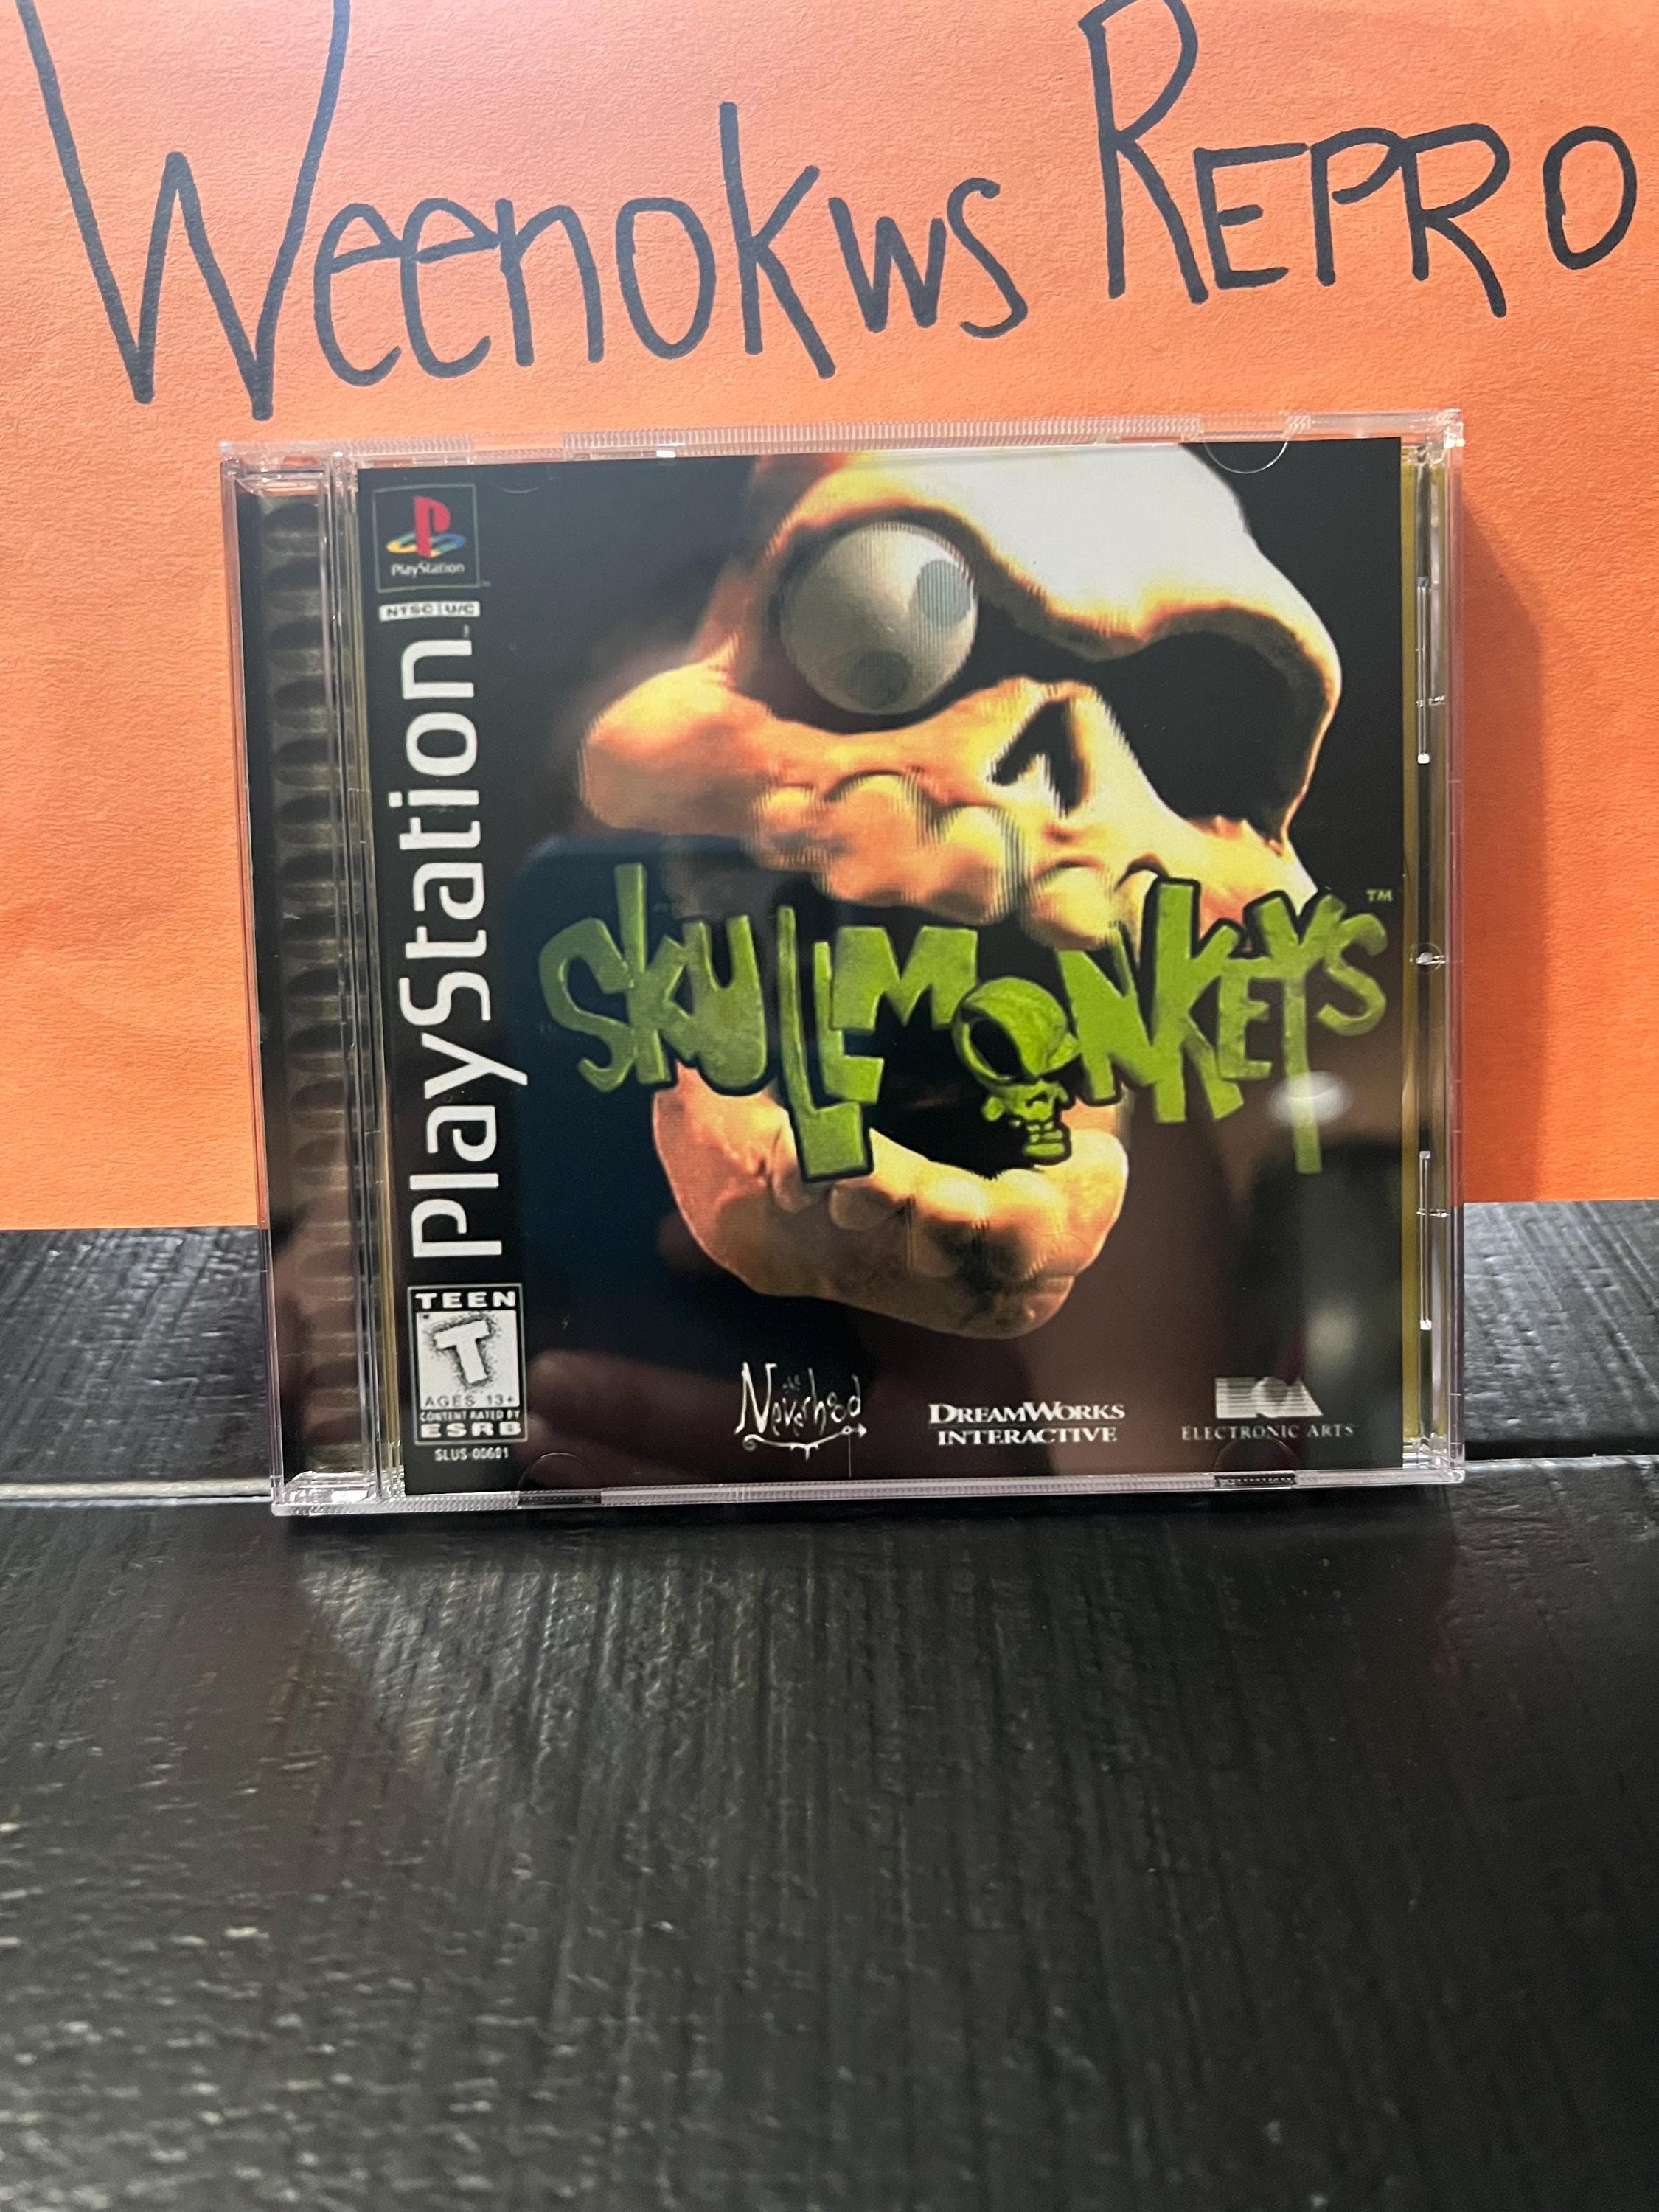 Weenokws REPRO
PlayStation
NTSC U/C
PlayStation
SKULLMONKEYS™
TEEN
T
AGES 13+
CONTENT RATED BY
ESRB
SLUS-00601
the Neverhood
DREAMWORKS
INTERACTIVE
EA
ELECTRONIC ARTS